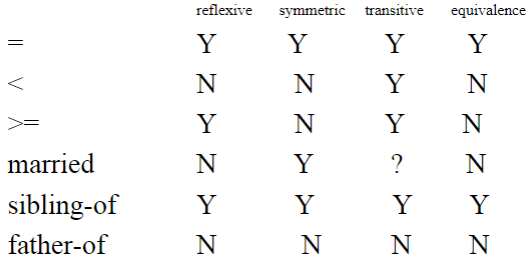 reflexive symmetric transitive equivalence
= Y Y Y Y
< N N Y N
>= Y N Y N
married N Y ? N
sibling-of Y Y Y Y
father-of N N N N